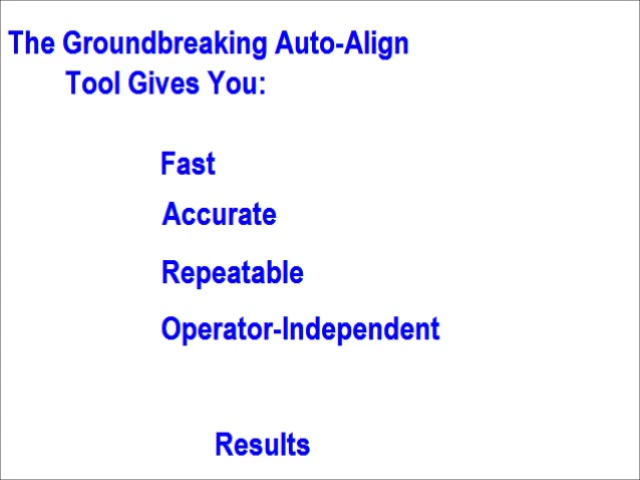 The Groundbreaking Auto-Align
Tool Gives You:
Fast
Accurate
Repeatable
Operator-Independent
Results